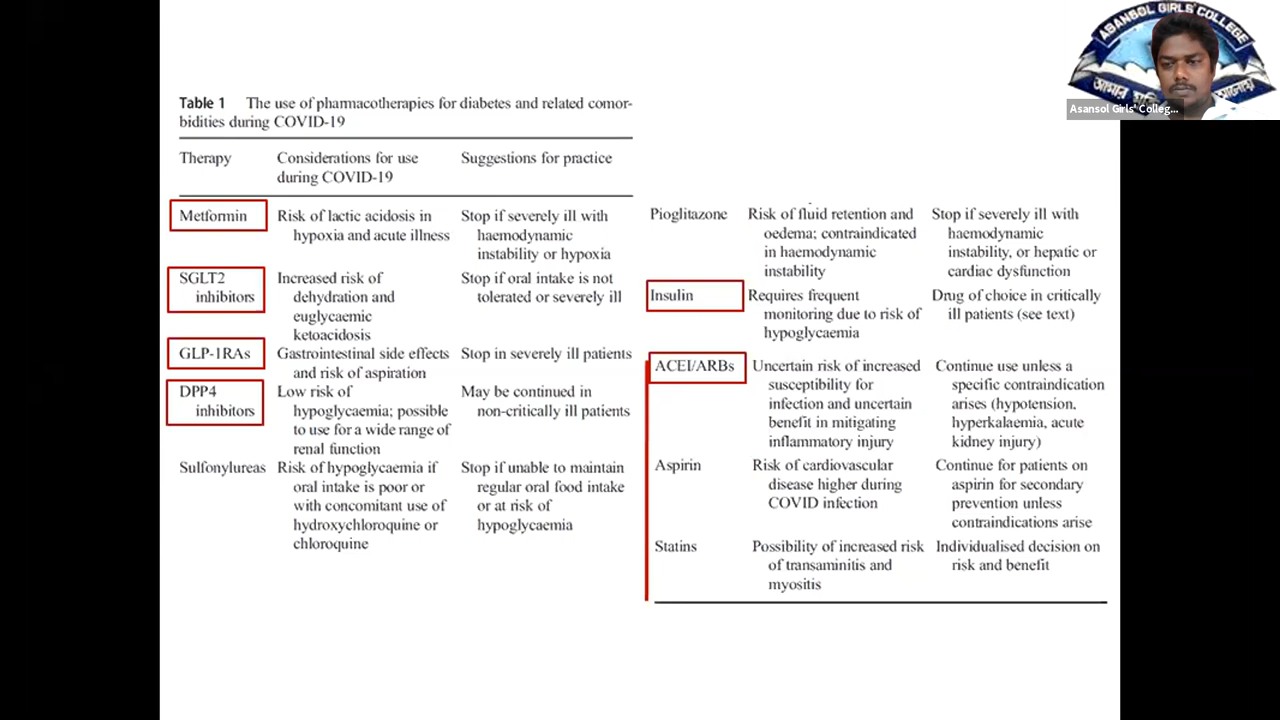 Table 1 The use of pharmacotherapies for diabetes and related comor-
bidities during COVID-19
Therapy
Considerations for use
during COVID-19
Suggestions for practice
Metformin
Risk of lactic acidosis in
hypoxia and acute illness
Stop if severely ill with
haemodynamic
instability or hypoxia
SGLT2
inhibitors
Increased risk of
dehydration and
euglycaemic
ketoacidosis
Stop if oral intake is not
tolerated or severely ill
GLP-1RAs
Gastrointestinal side effects
and risk of aspiration
Stop in severely ill patients
DPP4
inhibitors
Low risk of
hypoglycaemia; possible
to use for a wide range of
renal function
May be continued in
non-critically ill patients
Sulfonylureas
Risk of hypoglycaemia if
oral intake is poor or
with concomitant use of
hydroxychloroquine or
chloroquine
Stop if unable to maintain
regular oral food intake
or at risk of
hypoglycaemia
Pioglitazone
Risk of fluid retention and
oedema; contraindicated
in haemodynamic
instability
Stop if severely ill with
haemodynamic
instability, or hepatic or
cardiac dysfunction
Insulin
Requires frequent
monitoring due to risk of
hypoglycaemia
Drug of choice in critically
ill patients (see text)
ACEI/ARBs
Uncertain risk of increased
susceptibility for
infection and uncertain
benefit in mitigating
inflammatory injury
Continue use unless a
specific contraindication
arises (hypotension,
hyperkalaemia, acute
kidney injury)
Aspirin
Risk of cardiovascular
disease higher during
COVID infection
Continue for patients on
aspirin for secondary
prevention unless
contraindications arise
Statins
Possibility of increased risk
of transaminitis and
myositis
Individualised decision on
risk and benefit
ASANSOL GIRLS' COLLEGE
আমার
Asansol Girls' Colleg...